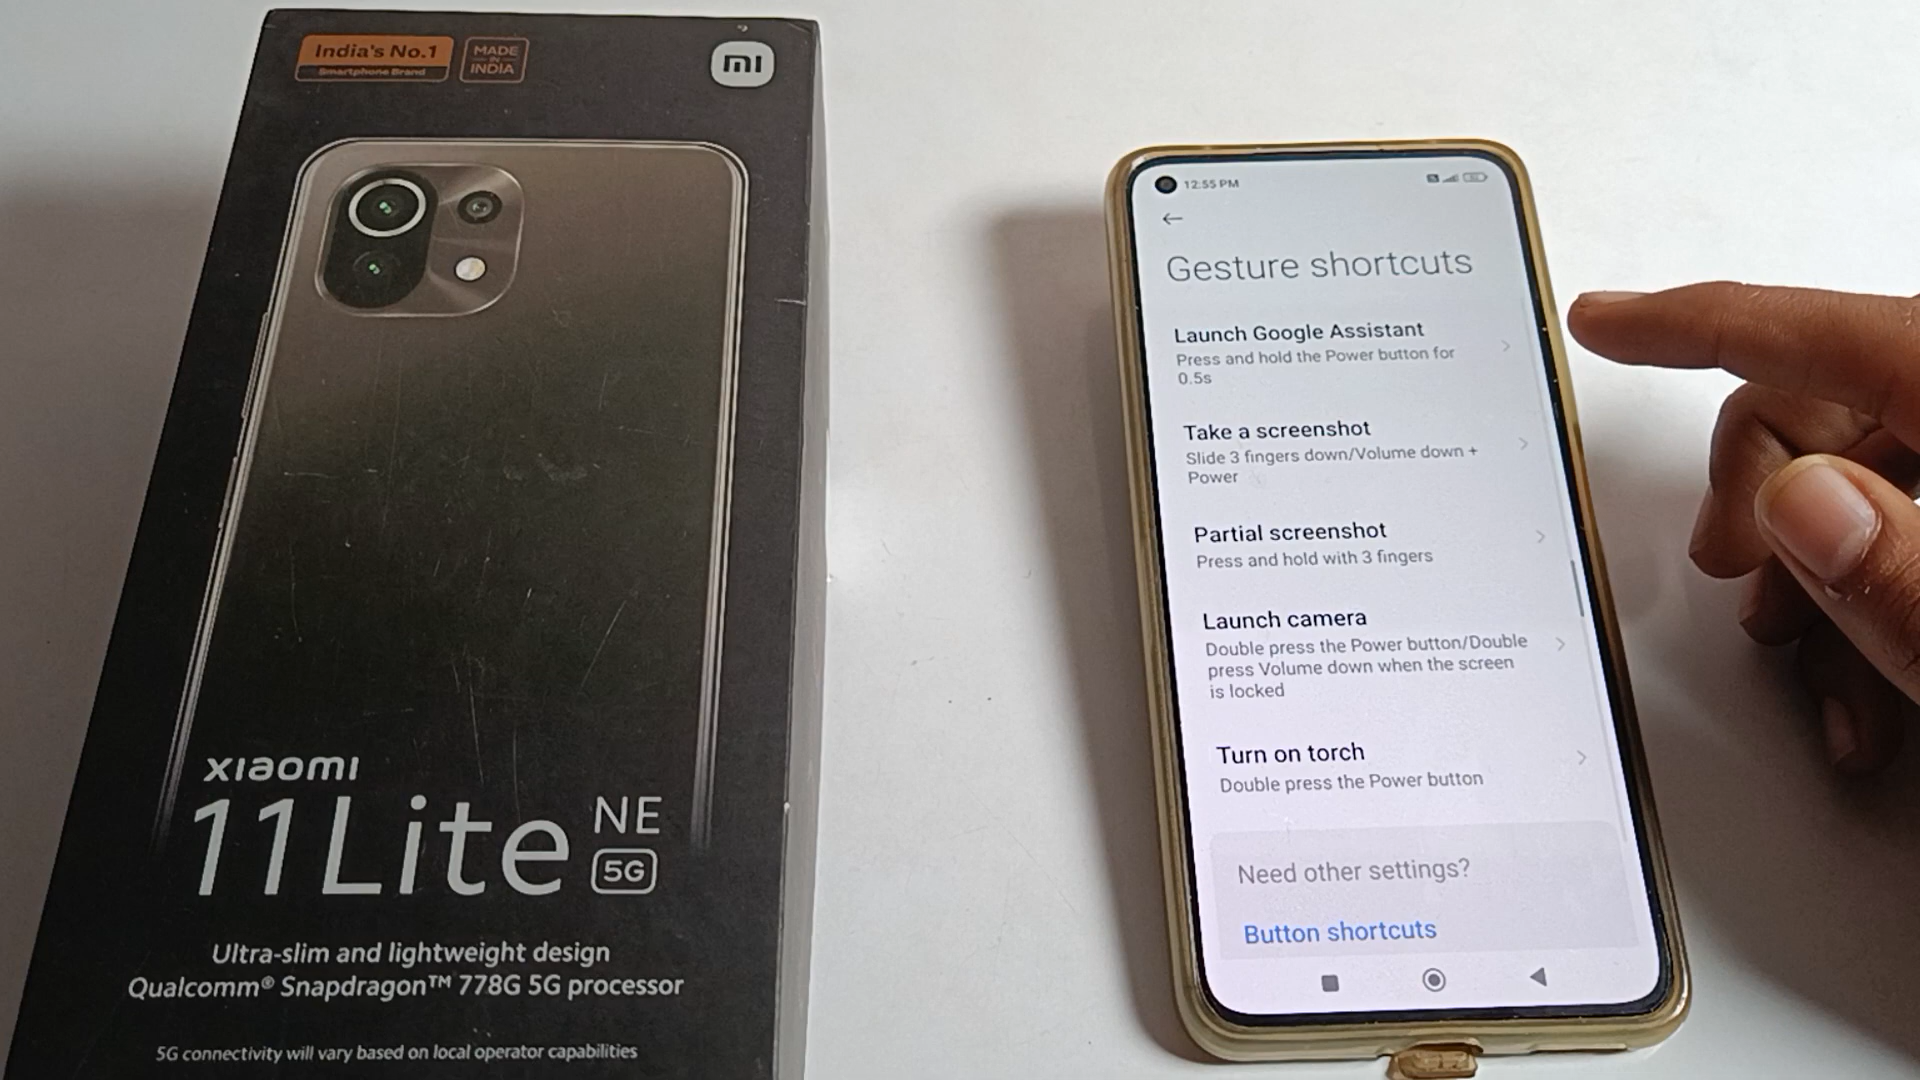 India's No.1
Smartphone Brand
MADE
IN
INDIA
mi
xiaomi
11 Lite NE
5G
Ultra-slim and lightweight design
Qualcomm® Snapdragon™ 778G 5G processor
5G connectivity will vary based on local operator capabilities
12:55 PM
Gesture shortcuts
Launch Google Assistant
Press and hold the Power button for
0.5s
Take a screenshot
Slide 3 fingers down/Volume down +
Power
Partial screenshot
Press and hold with 3 fingers
Launch camera
Double press the Power button/Double
press Volume down when the screen
is locked
Turn on torch
Double press the Power button
Need other settings?
Button shortcuts